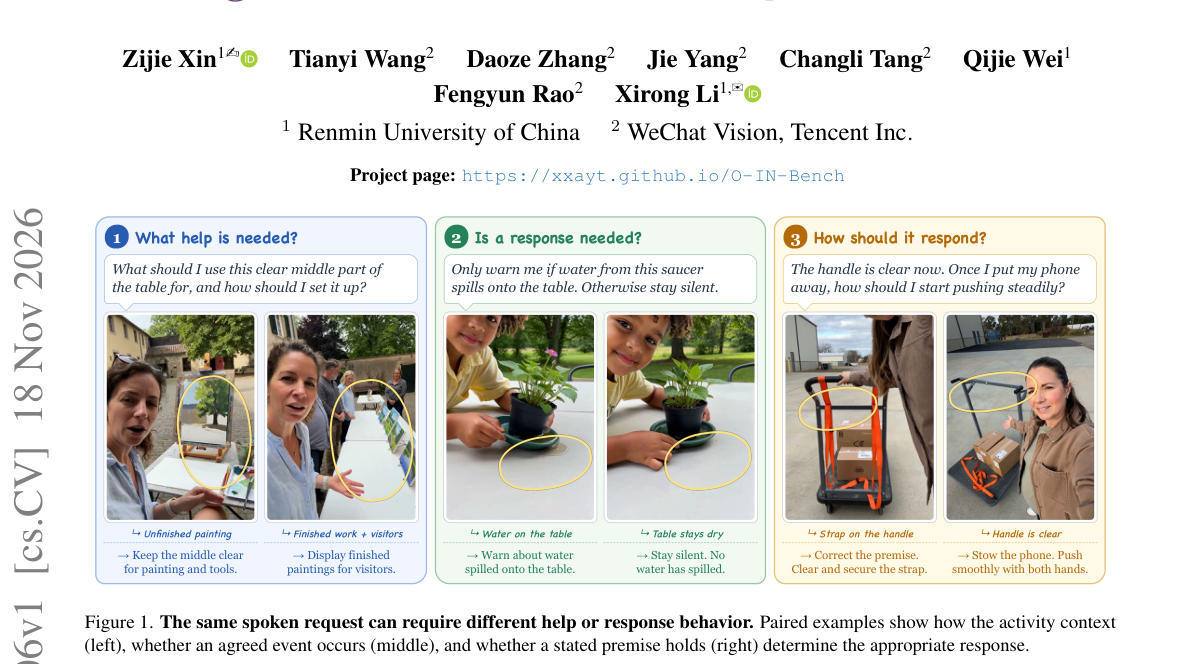 Zijie Xin1✍ Tianyi Wang2 Daoze Zhang2 Jie Yang2 Changli Tang2 Qijie Wei1
Fengyun Rao2 Xirong Li1,✉
1 Renmin University of China 2 WeChat Vision, Tencent Inc.
Project page: https://xxayt.github.io/O-IN-Bench
06v1 [cs.CV] 18 Nov 2026
1 What help is needed?
What should I use this clear middle part of
the table for, and how should I set it up?
↪ Unfinished painting
→ Keep the middle clear
for painting and tools.
↪ Finished work + visitors
→ Display finished
paintings for visitors.
2 Is a response needed?
Only warn me if water from this saucer
spills onto the table. Otherwise stay silent.
↪ Water on the table
→ Warn about water
spilled onto the table.
↪ Table stays dry
→ Stay silent. No
water has spilled.
3 How should it respond?
The handle is clear now. Once I put my phone
away, how should I start pushing steadily?
↪ Strap on the handle
→ Correct the premise.
Clear and secure the strap.
↪ Handle is clear
→ Stow the phone. Push
smoothly with both hands.
Figure 1. The same spoken request can require different help or response behavior. Paired examples show how the activity context
(left), whether an agreed event occurs (middle), and whether a stated premise holds (right) determine the appropriate response.